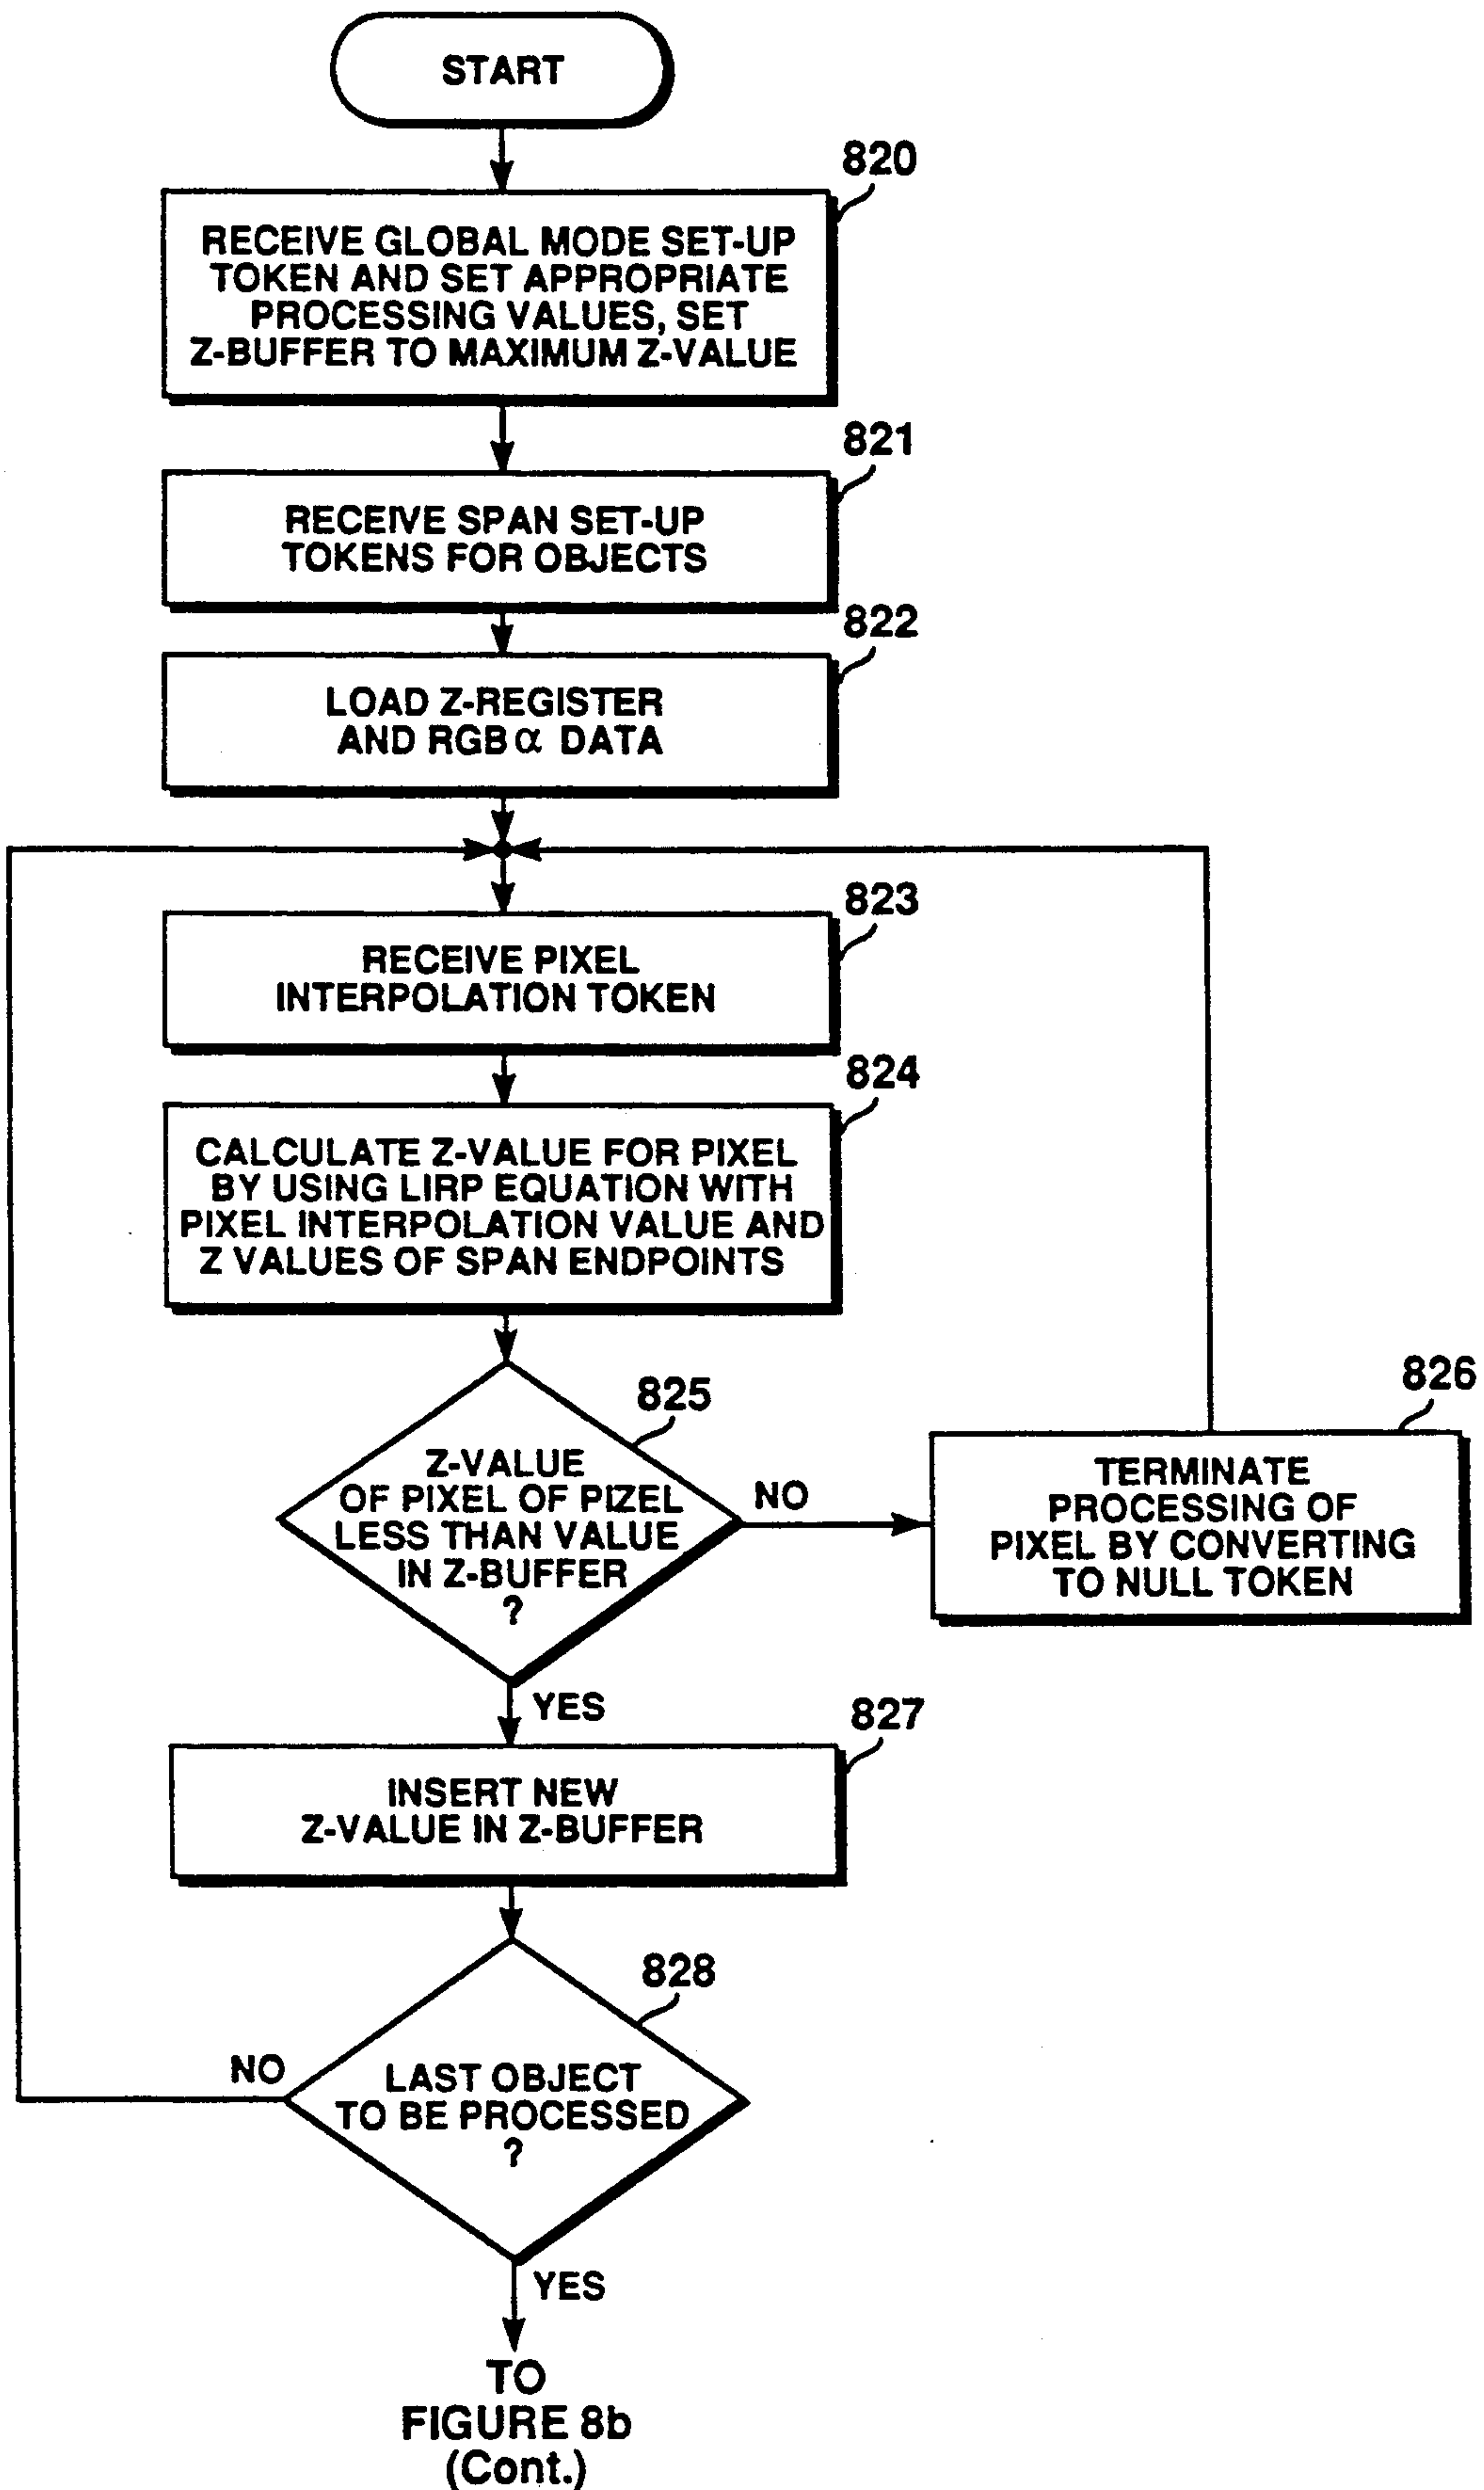 START
820
RECEIVE GLOBAL MODE SET-UP
TOKEN AND SET APPROPRIATE
PROCESSING VALUES, SET
Z-BUFFER TO MAXIMUM Z-VALUE
821
RECEIVE SPAN SET-UP
TOKENS FOR OBJECTS
822
LOAD Z-REGISTER
AND RGB α DATA
823
RECEIVE PIXEL
INTERPOLATION TOKEN
824
CALCULATE Z-VALUE FOR PIXEL
BY USING LIRP EQUATION WITH
PIXEL INTERPOLATION VALUE AND
Z VALUES OF SPAN ENDPOINTS
825
Z-VALUE
OF PIXEL OF PIZEL
LESS THAN VALUE
IN Z-BUFFER
?
NO
826
TERMINATE
PROCESSING OF
PIXEL BY CONVERTING
TO NULL TOKEN
YES
827
INSERT NEW
Z-VALUE IN Z-BUFFER
828
NO
LAST OBJECT
TO BE PROCESSED
?
YES
TO
FIGURE 8b
(Cont.)